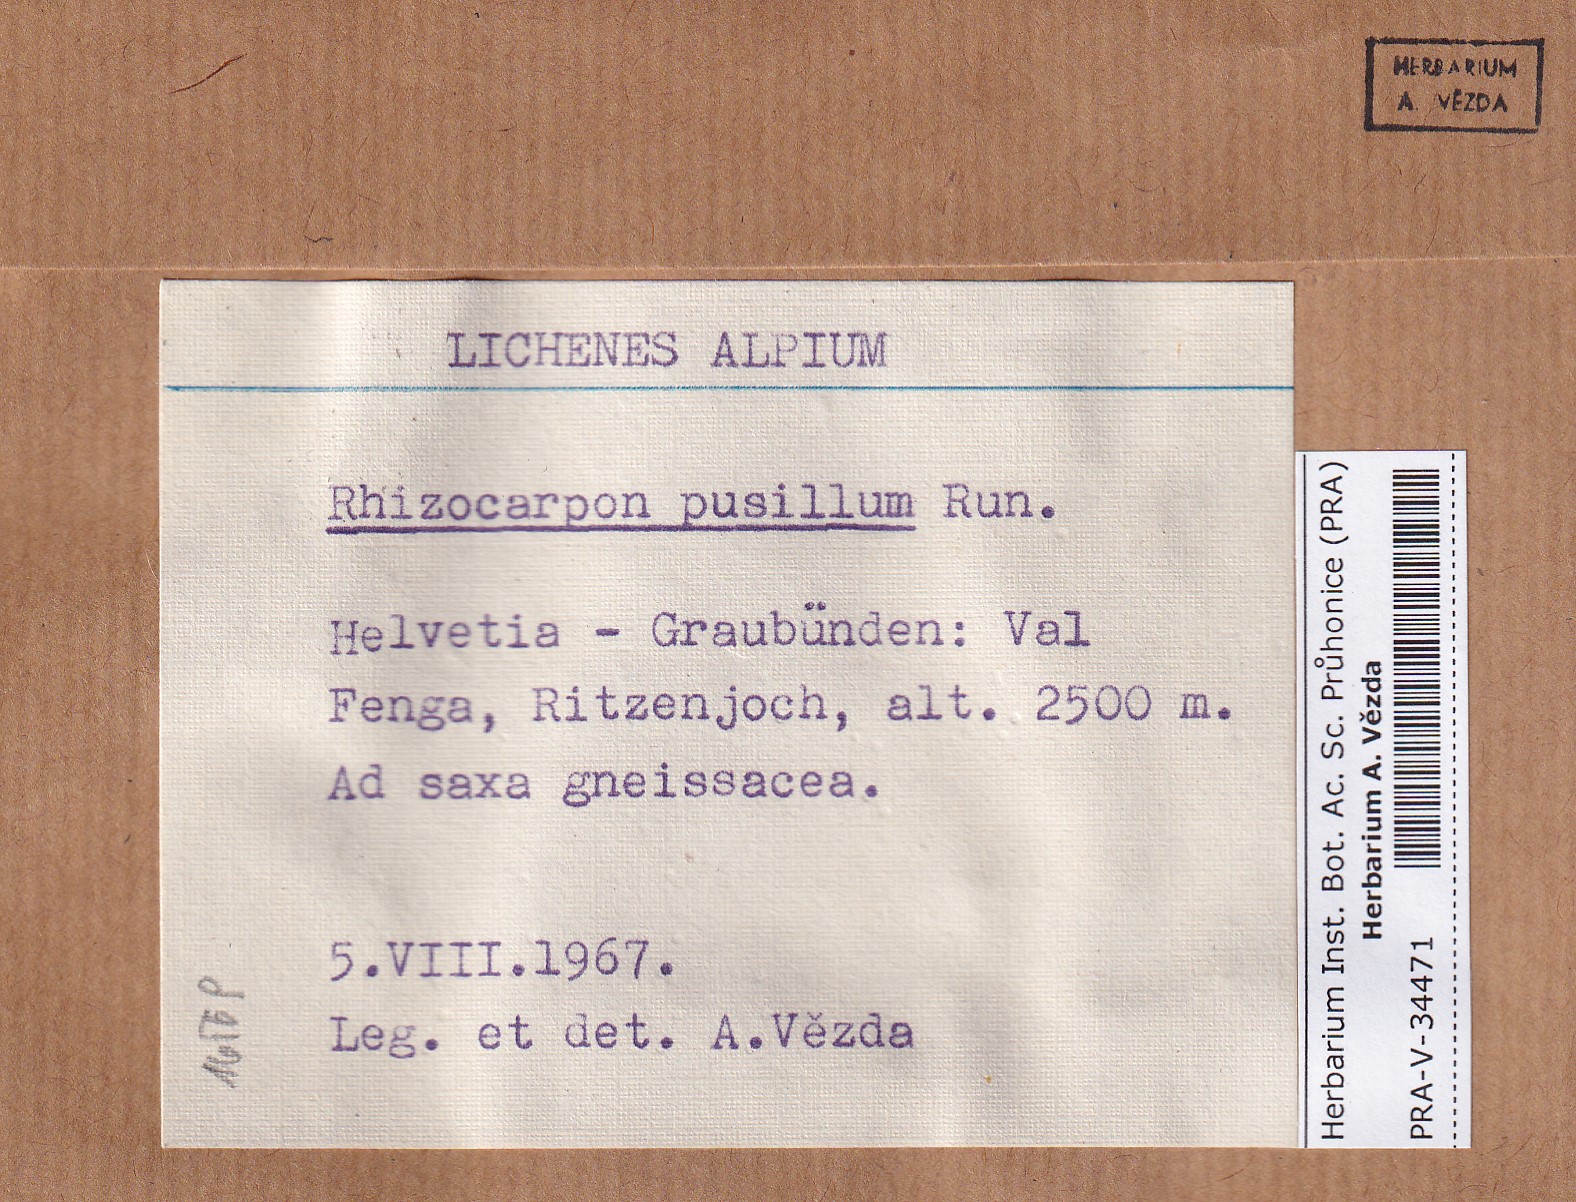 HERBARIUM
A. VĚZDA
LICHENES ALPIUM
Rhizocarpon pusillum Run.
Helvetia - Graubünden: Val
Fenga, Ritzenjoch, alt. 2500 m.
Ad saxa gneissacea.
5.VIII.1967.
Leg. et det. A.Vězda
Herbarium Inst. Bot. Ac. Sc. Průhonice (PRA)
Herbarium A. Vězda
PRA-V-34471